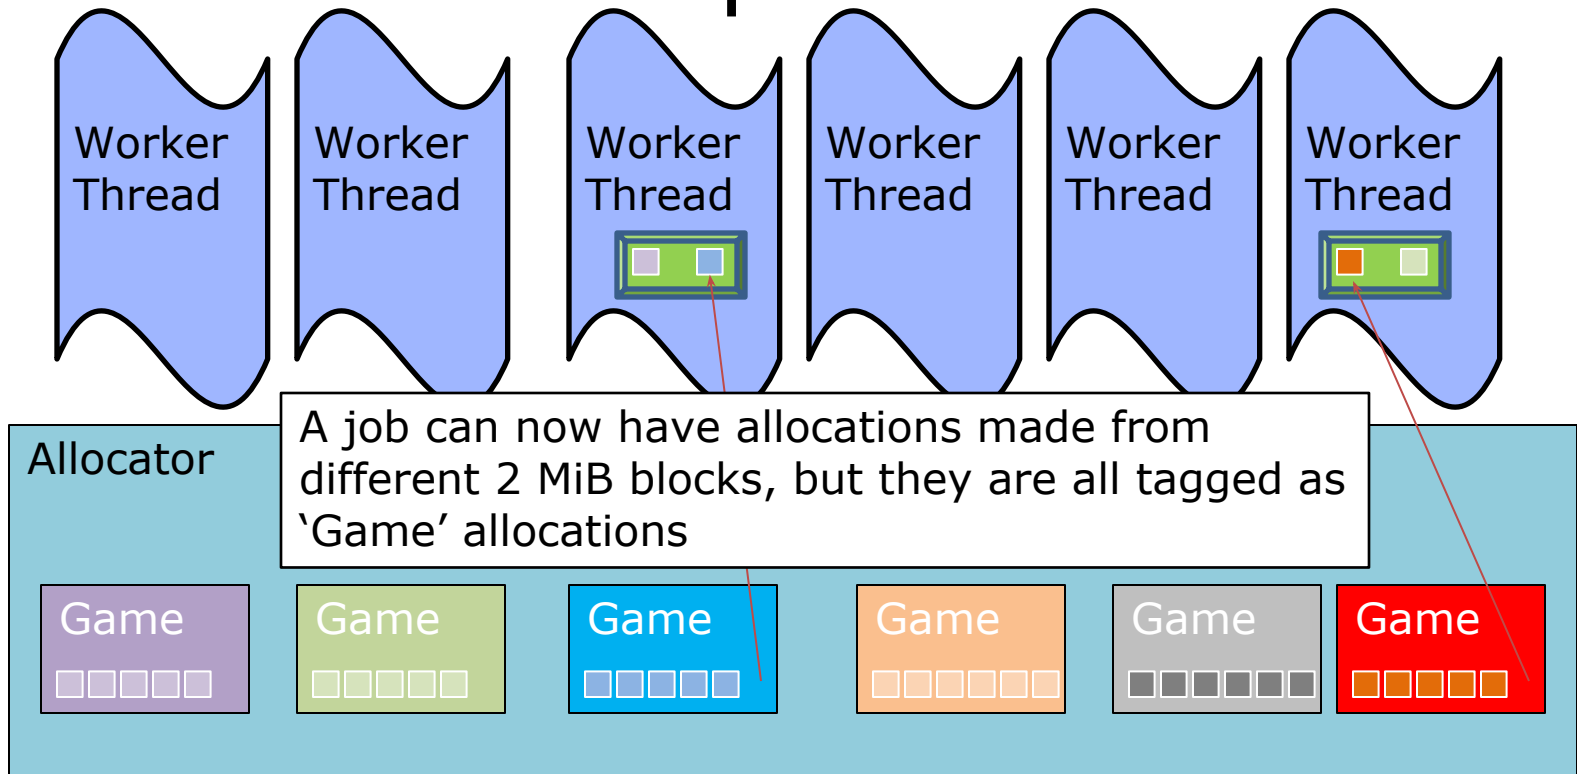 Worker
Thread
Worker
Thread
Worker
Thread
Worker
Thread
Worker
Thread
Worker
Thread
Allocator
A job can now have allocations made from
different 2 MiB blocks, but they are all tagged as
‘Game’ allocations
Game
Game
Game
Game
Game
Game